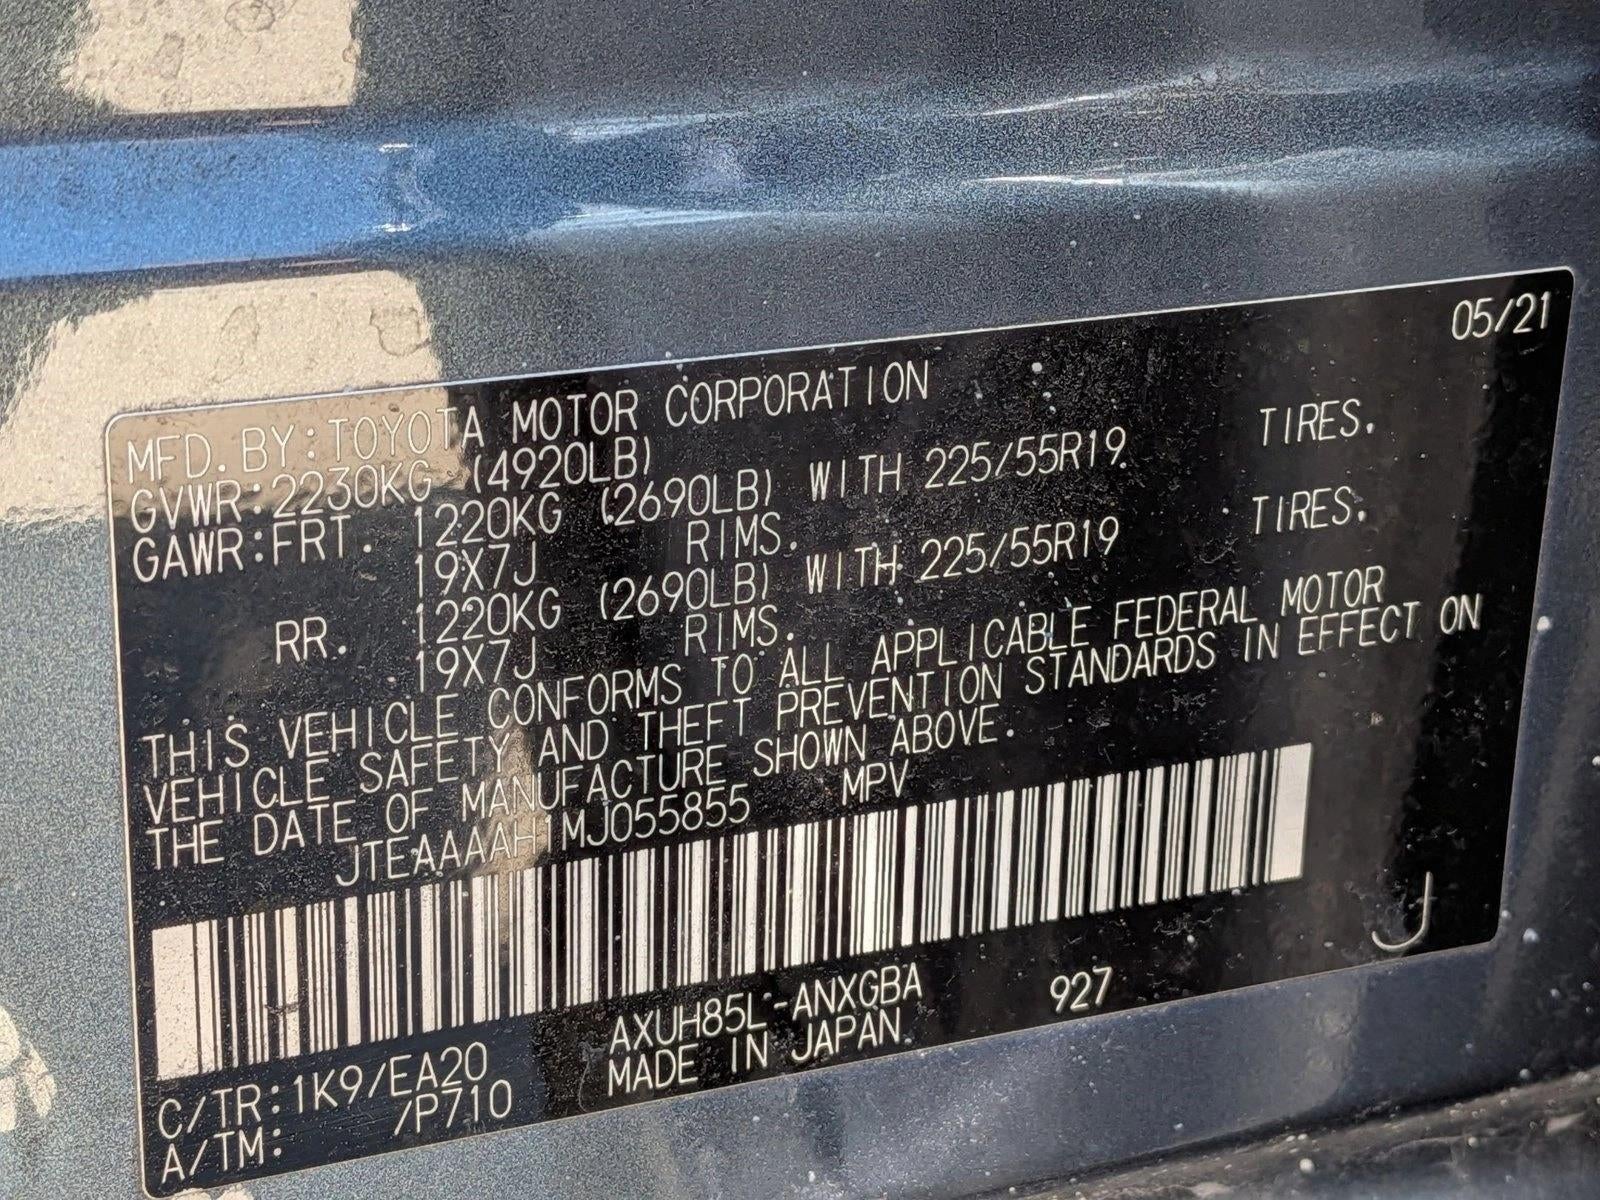 05/21
MFD. BY: TOYOTA MOTOR CORPORATION
GVWR: 2230KG (4920LB)
GAWR: FRT. 1220KG (2690LB) WITH 225/55R19 TIRES.
19X7J RIMS.
RR. 1220KG (2690LB) WITH 225/55R19 TIRES.
19X7J RIMS.
THIS VEHICLE CONFORMS TO ALL APPLICABLE FEDERAL MOTOR
VEHICLE SAFETY AND THEFT PREVENTION STANDARDS IN EFFECT ON
THE DATE OF MANUFACTURE SHOWN ABOVE.
JTEAAAAH1MJ055855 MPV
AXUH85L-ANXGBA 927
C/TR: 1K9/EA20 MADE IN JAPAN.
A/TM: /P710
J